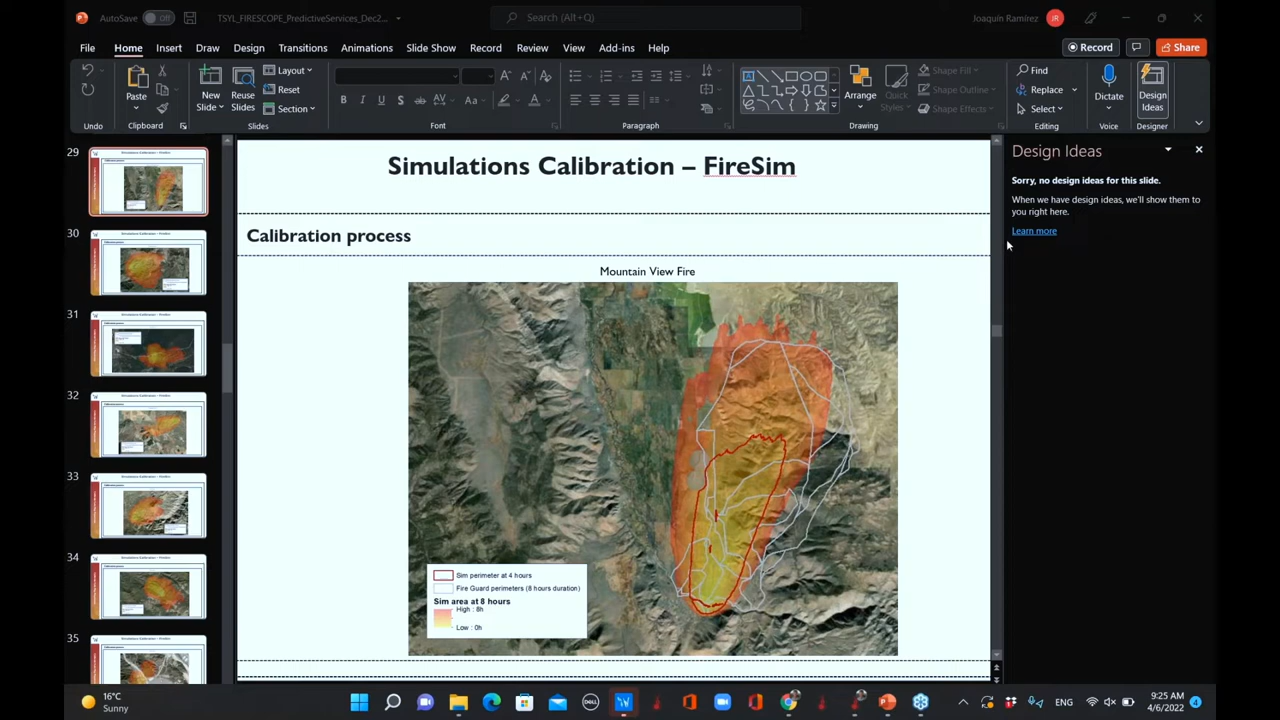 AutoSave Off TSYL_FIRESCOPE_PredictiveServices_Dec2... Search (Alt+Q) Joaquín Ramírez JR
File Home Insert Draw Design Transitions Animations Slide Show Record Review View Add-ins Help Record Share
Layout Find Shape Fill
Paste New Slide Reuse Slides Reset Arrange Quick Styles Shape Outline Replace Dictate Design Ideas
Section B I U S ab AV Aa A Shape Effects Select
Undo Clipboard Slides Font Paragraph Drawing Editing Voice Designer
29
30
31
32
33
34
35
Simulations Calibration – FireSim
Calibration process
Mountain View Fire
Sim perimeter at 4 hours
Fire Guard perimeters (8 hours duration)
Sim area at 8 hours
High : 8h
Low : 0h
Design Ideas
Sorry, no design ideas for this slide.
When we have design ideas, we'll show them to
you right here.
Learn more
16°C
Sunny
DELL
W
ENG
9:25 AM
4/6/2022